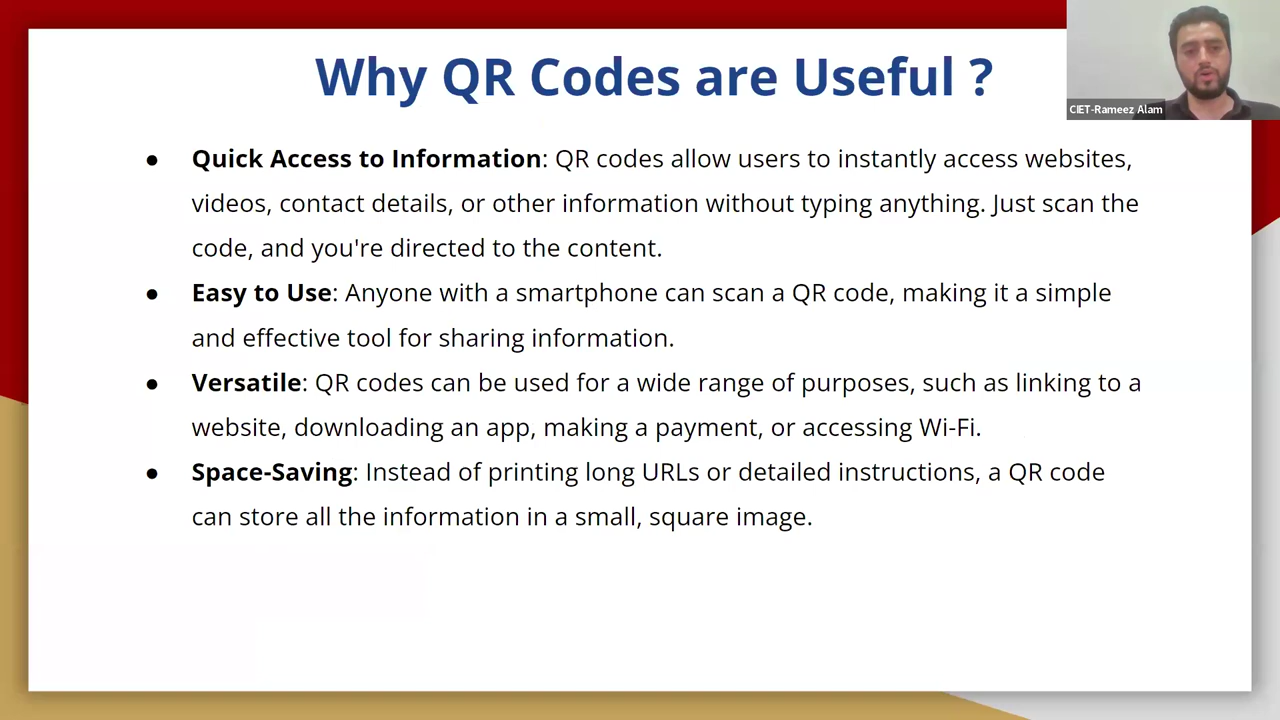 Why QR Codes are Useful ?
CIET-Rameez Alam
● Quick Access to Information: QR codes allow users to instantly access websites,
videos, contact details, or other information without typing anything. Just scan the
code, and you're directed to the content.
● Easy to Use: Anyone with a smartphone can scan a QR code, making it a simple
and effective tool for sharing information.
● Versatile: QR codes can be used for a wide range of purposes, such as linking to a
website, downloading an app, making a payment, or accessing Wi-Fi.
● Space-Saving: Instead of printing long URLs or detailed instructions, a QR code
can store all the information in a small, square image.